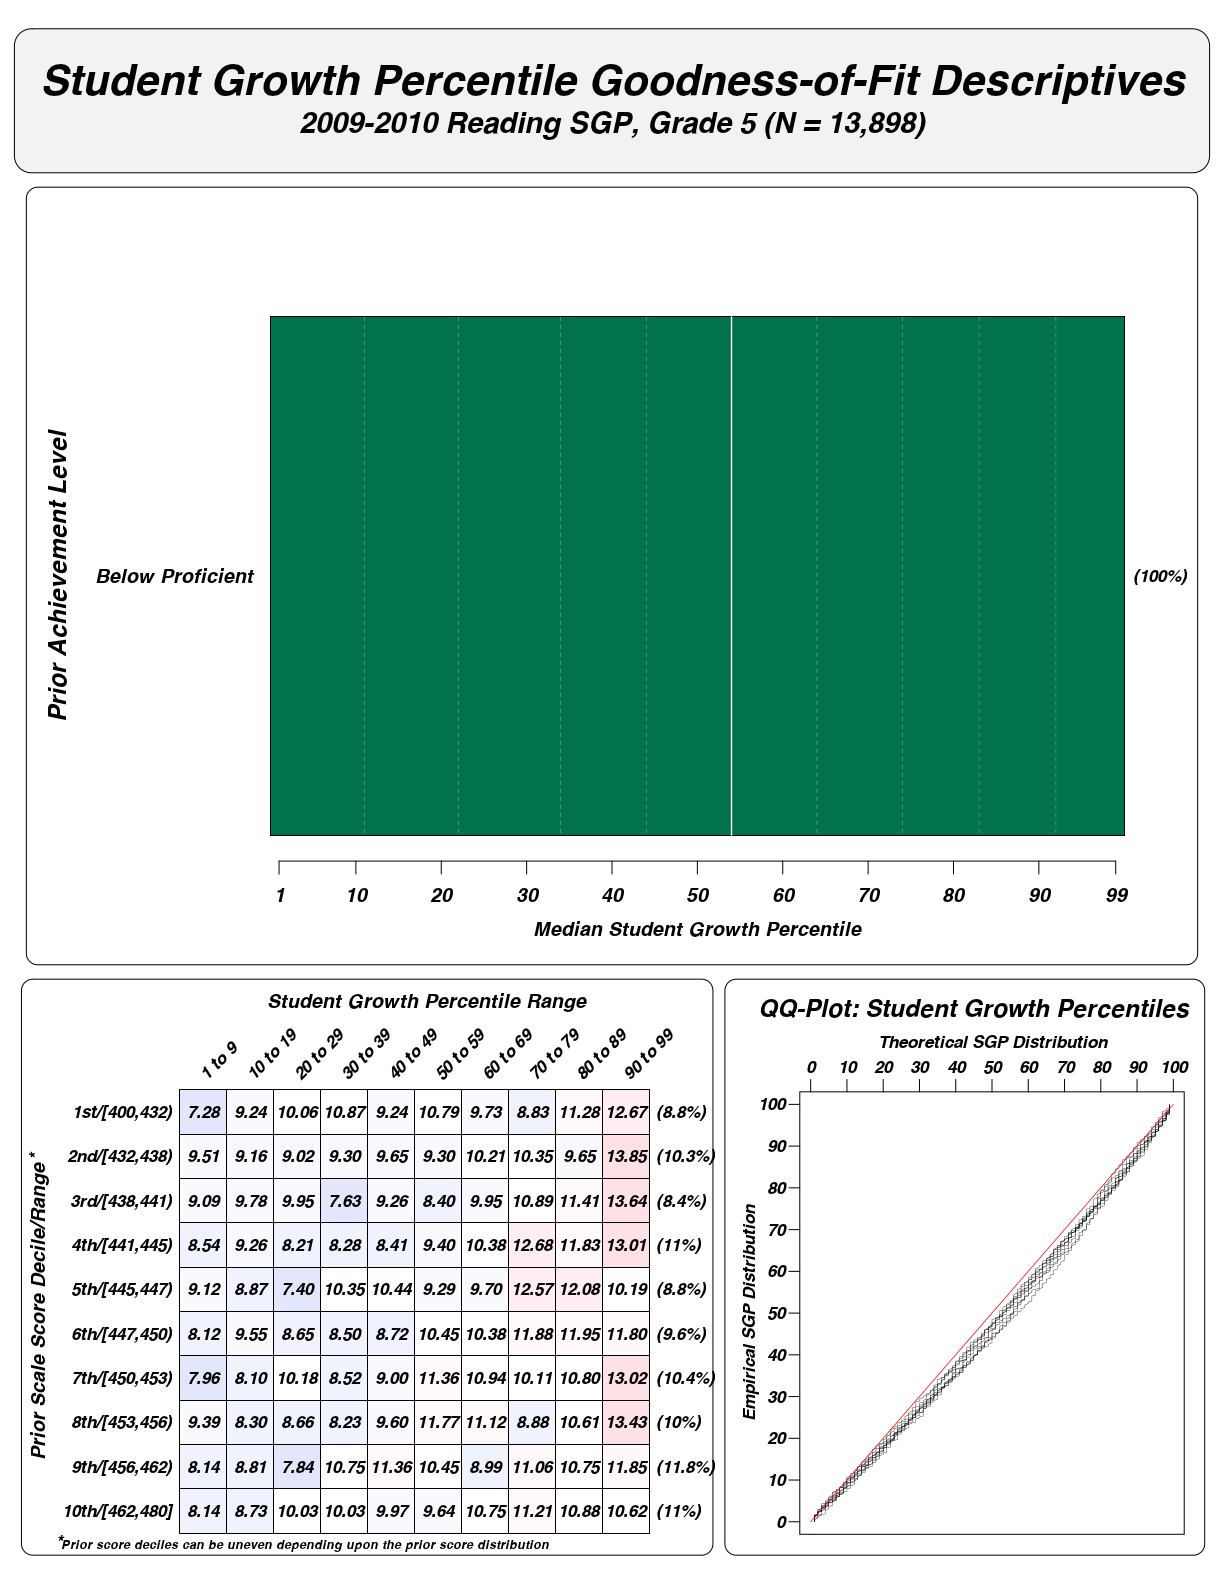 Student Growth Percentile Goodness-of-Fit Descriptives
2009-2010 Reading SGP, Grade 5 (N = 13,898)
Prior Achievement Level
Below Proficient
(100%)
1 10 20 30 40 50 60 70 80 90 99
Median Student Growth Percentile
Student Growth Percentile Range
1 to 9 10 to 19 20 to 29 30 to 39 40 to 49 50 to 59 60 to 69 70 to 79 80 to 89 90 to 99
Prior Scale Score Decile/Range*
1st/[400,432) 7.28 9.24 10.06 10.87 9.24 10.79 9.73 8.83 11.28 12.67 (8.8%)
2nd/[432,438) 9.51 9.16 9.02 9.30 9.65 9.30 10.21 10.35 9.65 13.85 (10.3%)
3rd/[438,441) 9.09 9.78 9.95 7.63 9.26 8.40 9.95 10.89 11.41 13.64 (8.4%)
4th/[441,445) 8.54 9.26 8.21 8.28 8.41 9.40 10.38 12.68 11.83 13.01 (11%)
5th/[445,447) 9.12 8.87 7.40 10.35 10.44 9.29 9.70 12.57 12.08 10.19 (8.8%)
6th/[447,450) 8.12 9.55 8.65 8.50 8.72 10.45 10.38 11.88 11.95 11.80 (9.6%)
7th/[450,453) 7.96 8.10 10.18 8.52 9.00 11.36 10.94 10.11 10.80 13.02 (10.4%)
8th/[453,456) 9.39 8.30 8.66 8.23 9.60 11.77 11.12 8.88 10.61 13.43 (10%)
9th/[456,462) 8.14 8.81 7.84 10.75 11.36 10.45 8.99 11.06 10.75 11.85 (11.8%)
10th/[462,480] 8.14 8.73 10.03 10.03 9.97 9.64 10.75 11.21 10.88 10.62 (11%)
*Prior score deciles can be uneven depending upon the prior score distribution
QQ-Plot: Student Growth Percentiles
Theoretical SGP Distribution
0 10 20 30 40 50 60 70 80 90 100
Empirical SGP Distribution
100
90
80
70
60
50
40
30
20
10
0